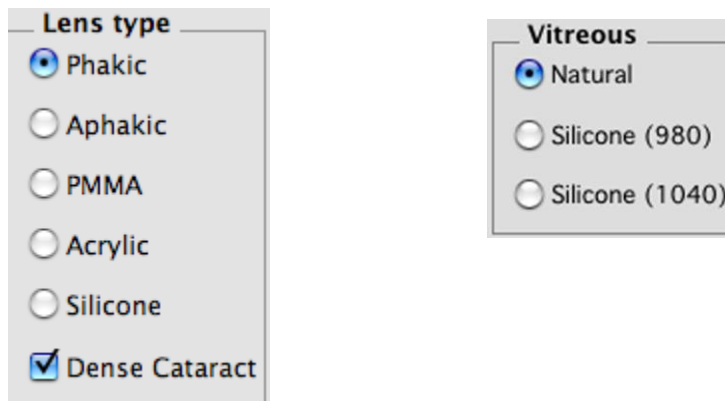 Lens type
Phakic
Aphakic
PMMA
Acrylic
Silicone
Dense Cataract
Vitreous
Natural
Silicone (980)
Silicone (1040)